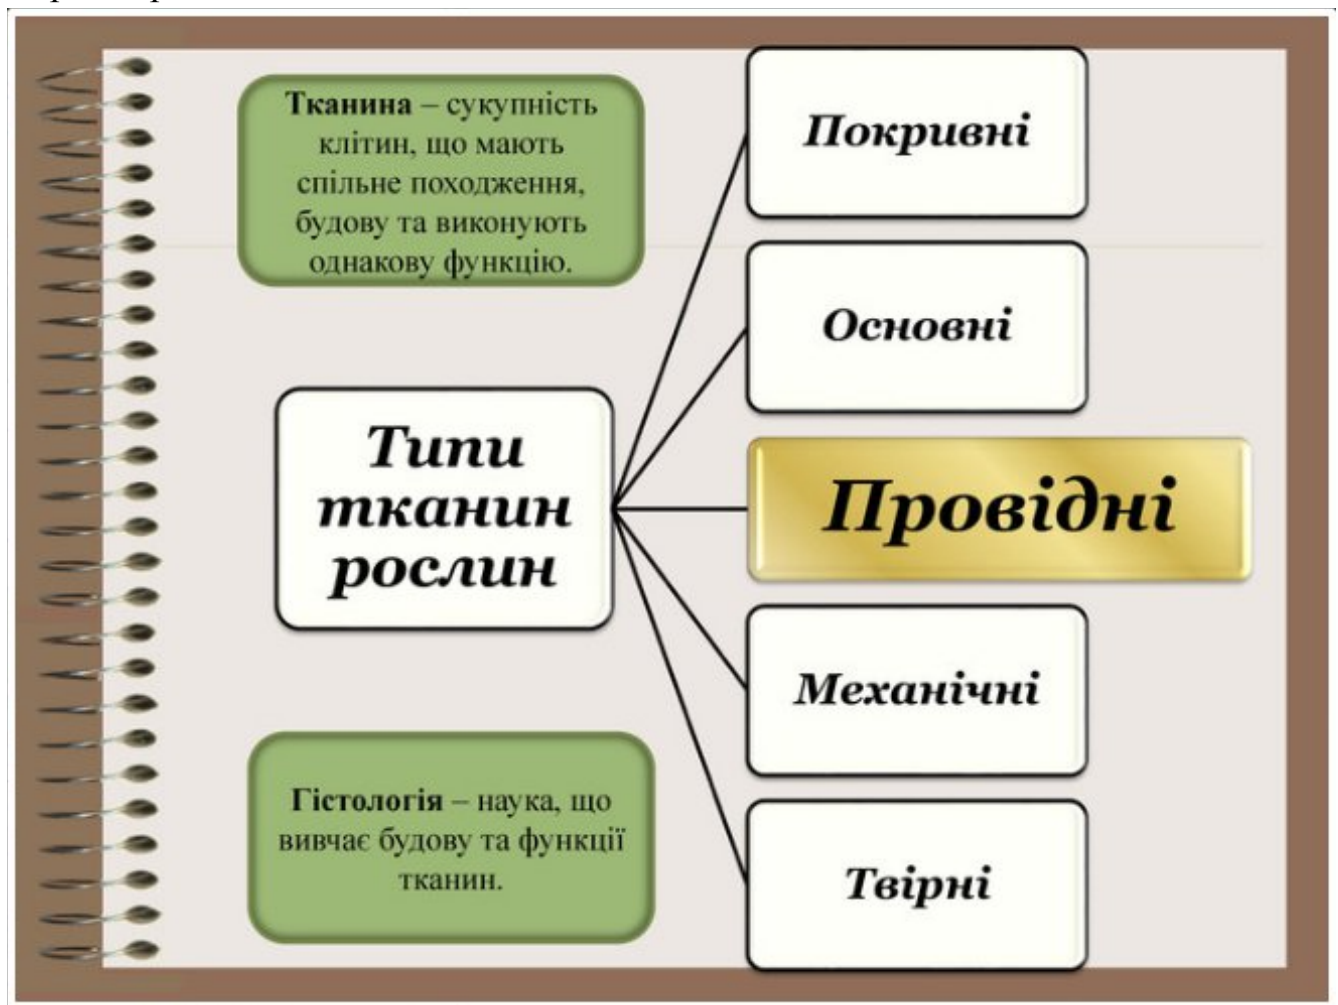 Тканина – сукупність
клітин, що мають
спільне походження,
будову та виконують
однакову функцію.
Типи
тканин
рослин
Гістологія – наука, що
вивчає будову та функції
тканин.
Покривні
Основні
Провідні
Механічні
Твірні